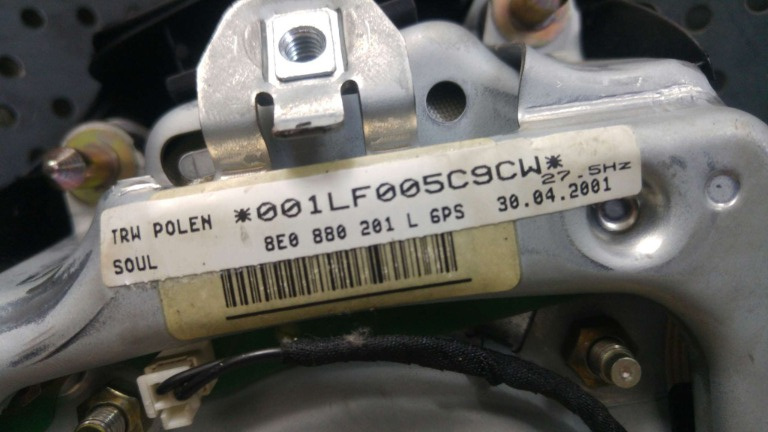 *001LF005C9CW*
27.5Hz
TRW POLEN
8E0 880 201 L 6PS 30.04.2001
SOUL